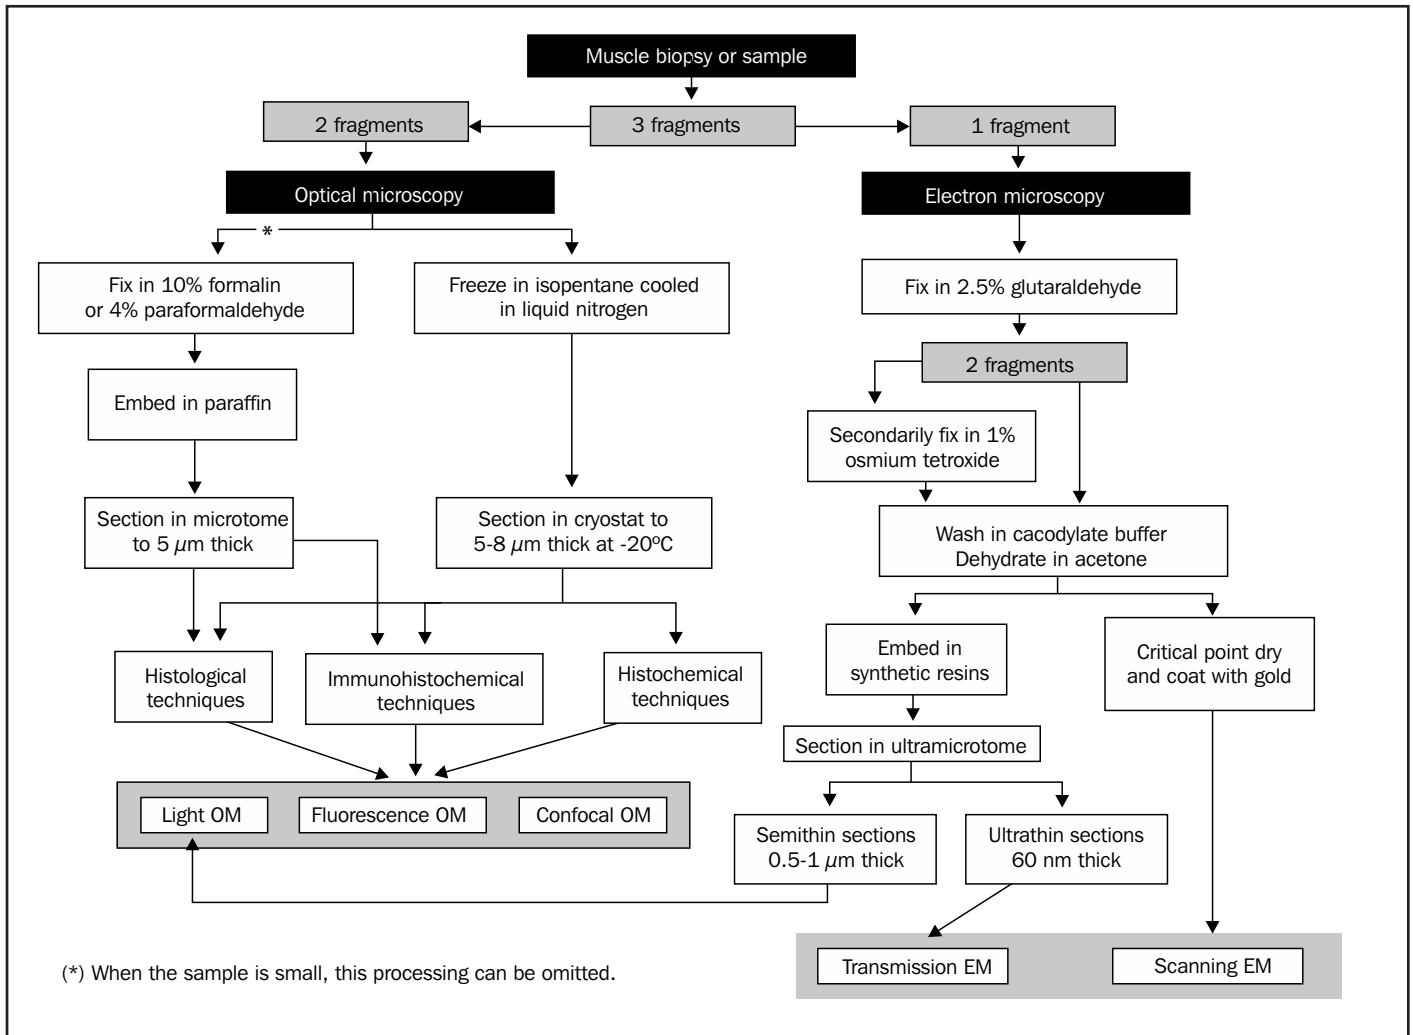 Muscle biopsy or sample
2 fragments
3 fragments
1 fragment
Optical microscopy
Electron microscopy
*
Fix in 10% formalin
or 4% paraformaldehyde
Freeze in isopentane cooled
in liquid nitrogen
Fix in 2.5% glutaraldehyde
2 fragments
Embed in paraffin
Secondarily fix in 1%
osmium tetroxide
Section in microtome
to 5 μm thick
Section in cryostat to
5-8 μm thick at -20ºC
Wash in cacodylate buffer
Dehydrate in acetone
Histological
techniques
Immunohistochemical
techniques
Histochemical
techniques
Embed in
synthetic resins
Critical point dry
and coat with gold
Section in ultramicrotome
Light OM
Fluorescence OM
Confocal OM
Semithin sections
0.5-1 μm thick
Ultrathin sections
60 nm thick
Transmission EM
Scanning EM
(*) When the sample is small, this processing can be omitted.